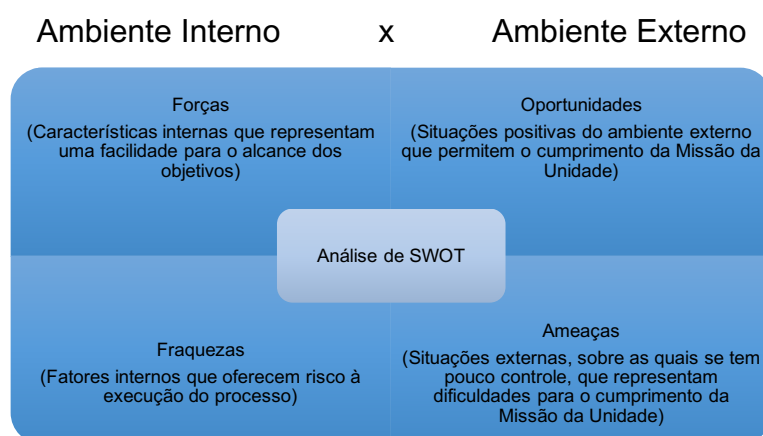 Ambiente Interno x Ambiente Externo
Forças
(Características internas que representam
uma facilidade para o alcance dos
objetivos)
Oportunidades
(Situações positivas do ambiente externo
que permitem o cumprimento da Missão da
Unidade)
Análise de SWOT
Fraquezas
(Fatores internos que oferecem risco à
execução do processo)
Ameaças
(Situações externas, sobre as quais se tem
pouco controle, que representam
dificuldades para o cumprimento da
Missão da Unidade)